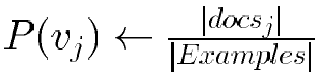 P(v_j) ← |docs_j| / |Examples|